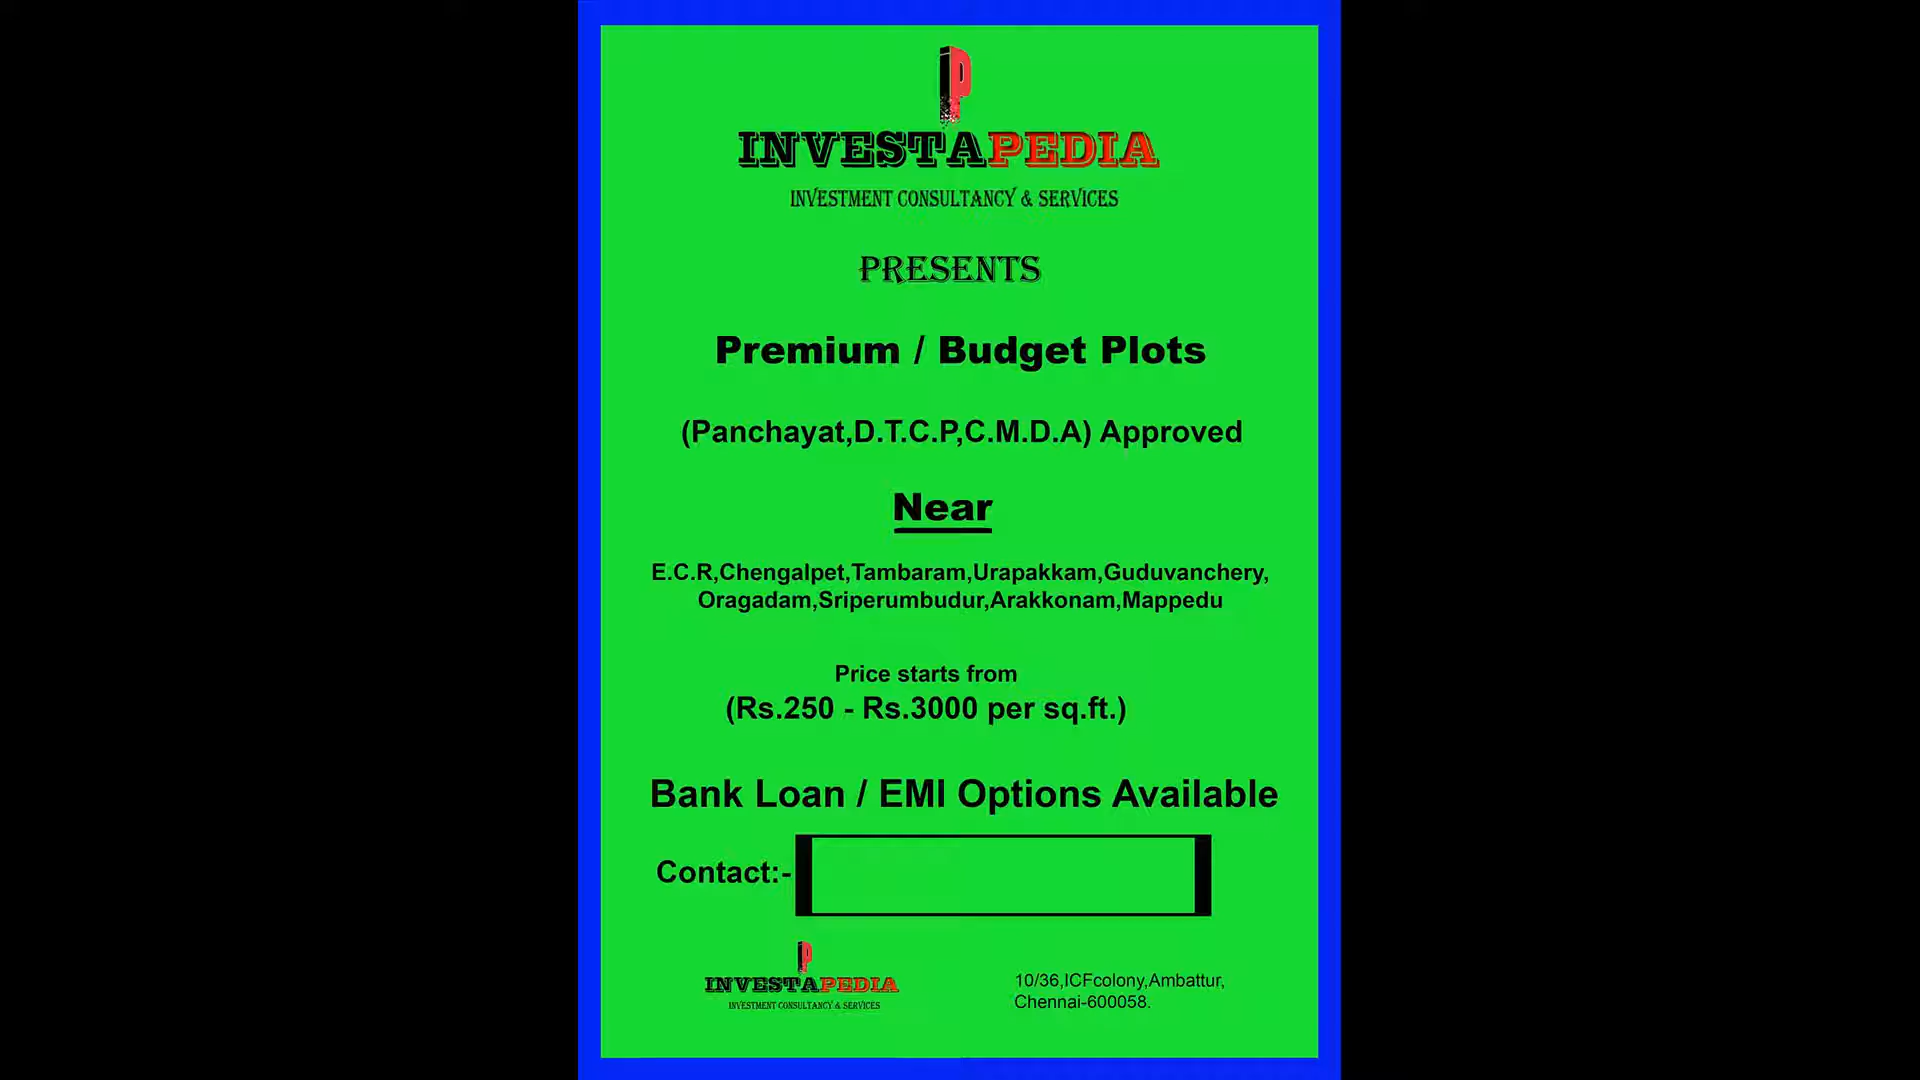 IP
INVESTAPEDIA
INVESTMENT CONSULTANCY & SERVICES
PRESENTS
Premium / Budget Plots
(Panchayat,D.T.C.P,C.M.D.A) Approved
Near
E.C.R,Chengalpet,Tambaram,Urapakkam,Guduvanchery,
Oragadam,Sriperumbudur,Arakkonam,Mappedu
Price starts from
(Rs.250 - Rs.3000 per sq.ft.)
Bank Loan / EMI Options Available
Contact:-
IP
INVESTAPEDIA
INVESTMENT CONSULTANCY & SERVICES
10/36,ICFcolony,Ambattur,
Chennai-600058.